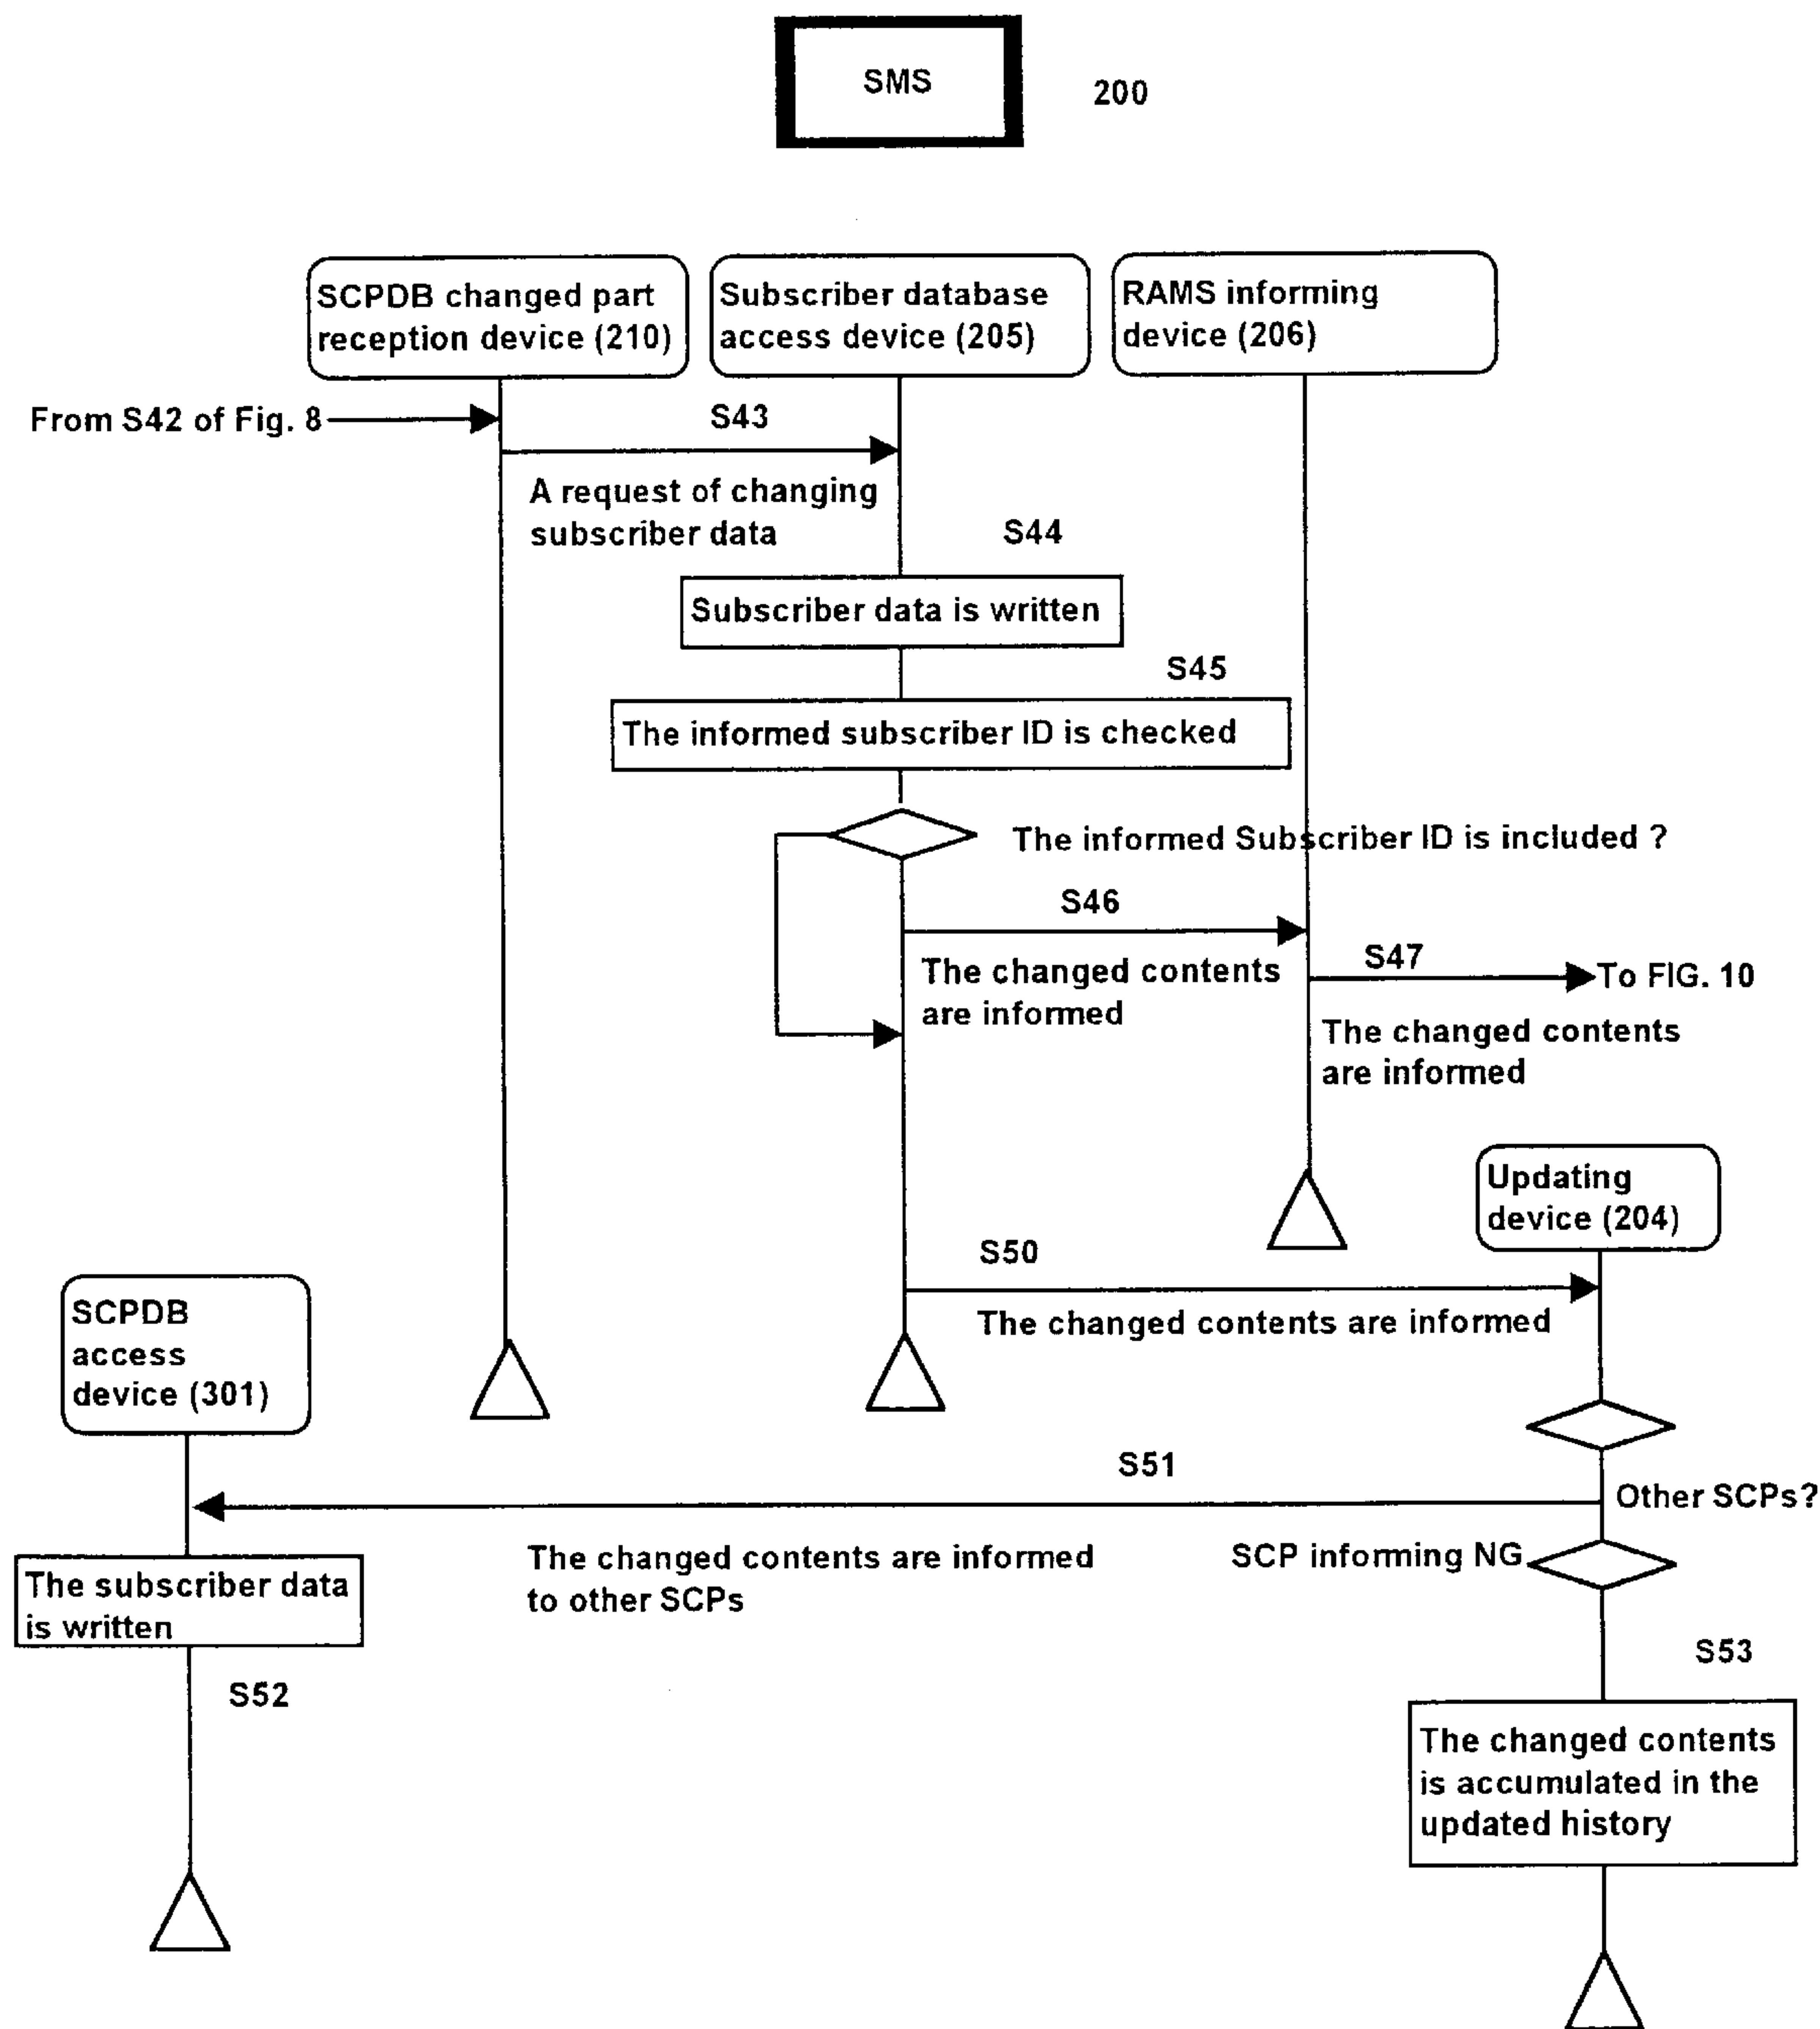 SMS
200
SCPDB changed part
reception device (210)
Subscriber database
access device (205)
RAMS informing
device (206)
From S42 of Fig. 8
S43
A request of changing
subscriber data
S44
Subscriber data is written
S45
The informed subscriber ID is checked
The informed Subscriber ID is included ?
S46
The changed contents
are informed
S47
To FIG. 10
The changed contents
are informed
Updating
device (204)
S50
The changed contents are informed
SCPDB
access
device (301)
S51
Other SCPs?
The changed contents are informed
to other SCPs
SCP informing NG
The subscriber data
is written
S52
S53
The changed contents
is accumulated in the
updated history